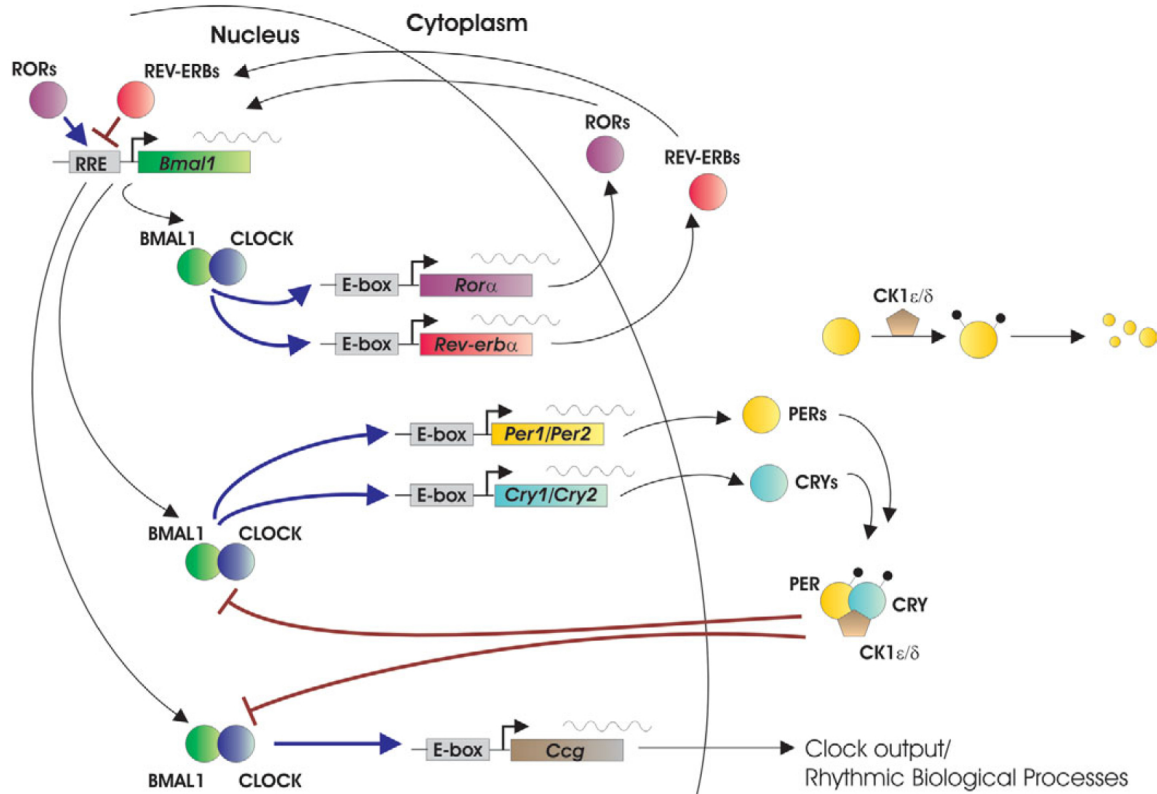 Nucleus
Cytoplasm
RORs
REV-ERBs
RRE
Bmal1
RORs
REV-ERBs
BMAL1
CLOCK
E-box
Rorα
E-box
Rev-erbα
CK1ε/δ
E-box
Per1/Per2
PERs
E-box
Cry1/Cry2
CRYs
BMAL1
CLOCK
PER
CRY
CK1ε/δ
E-box
Ccg
Clock output/
Rhythmic Biological Processes
BMAL1
CLOCK